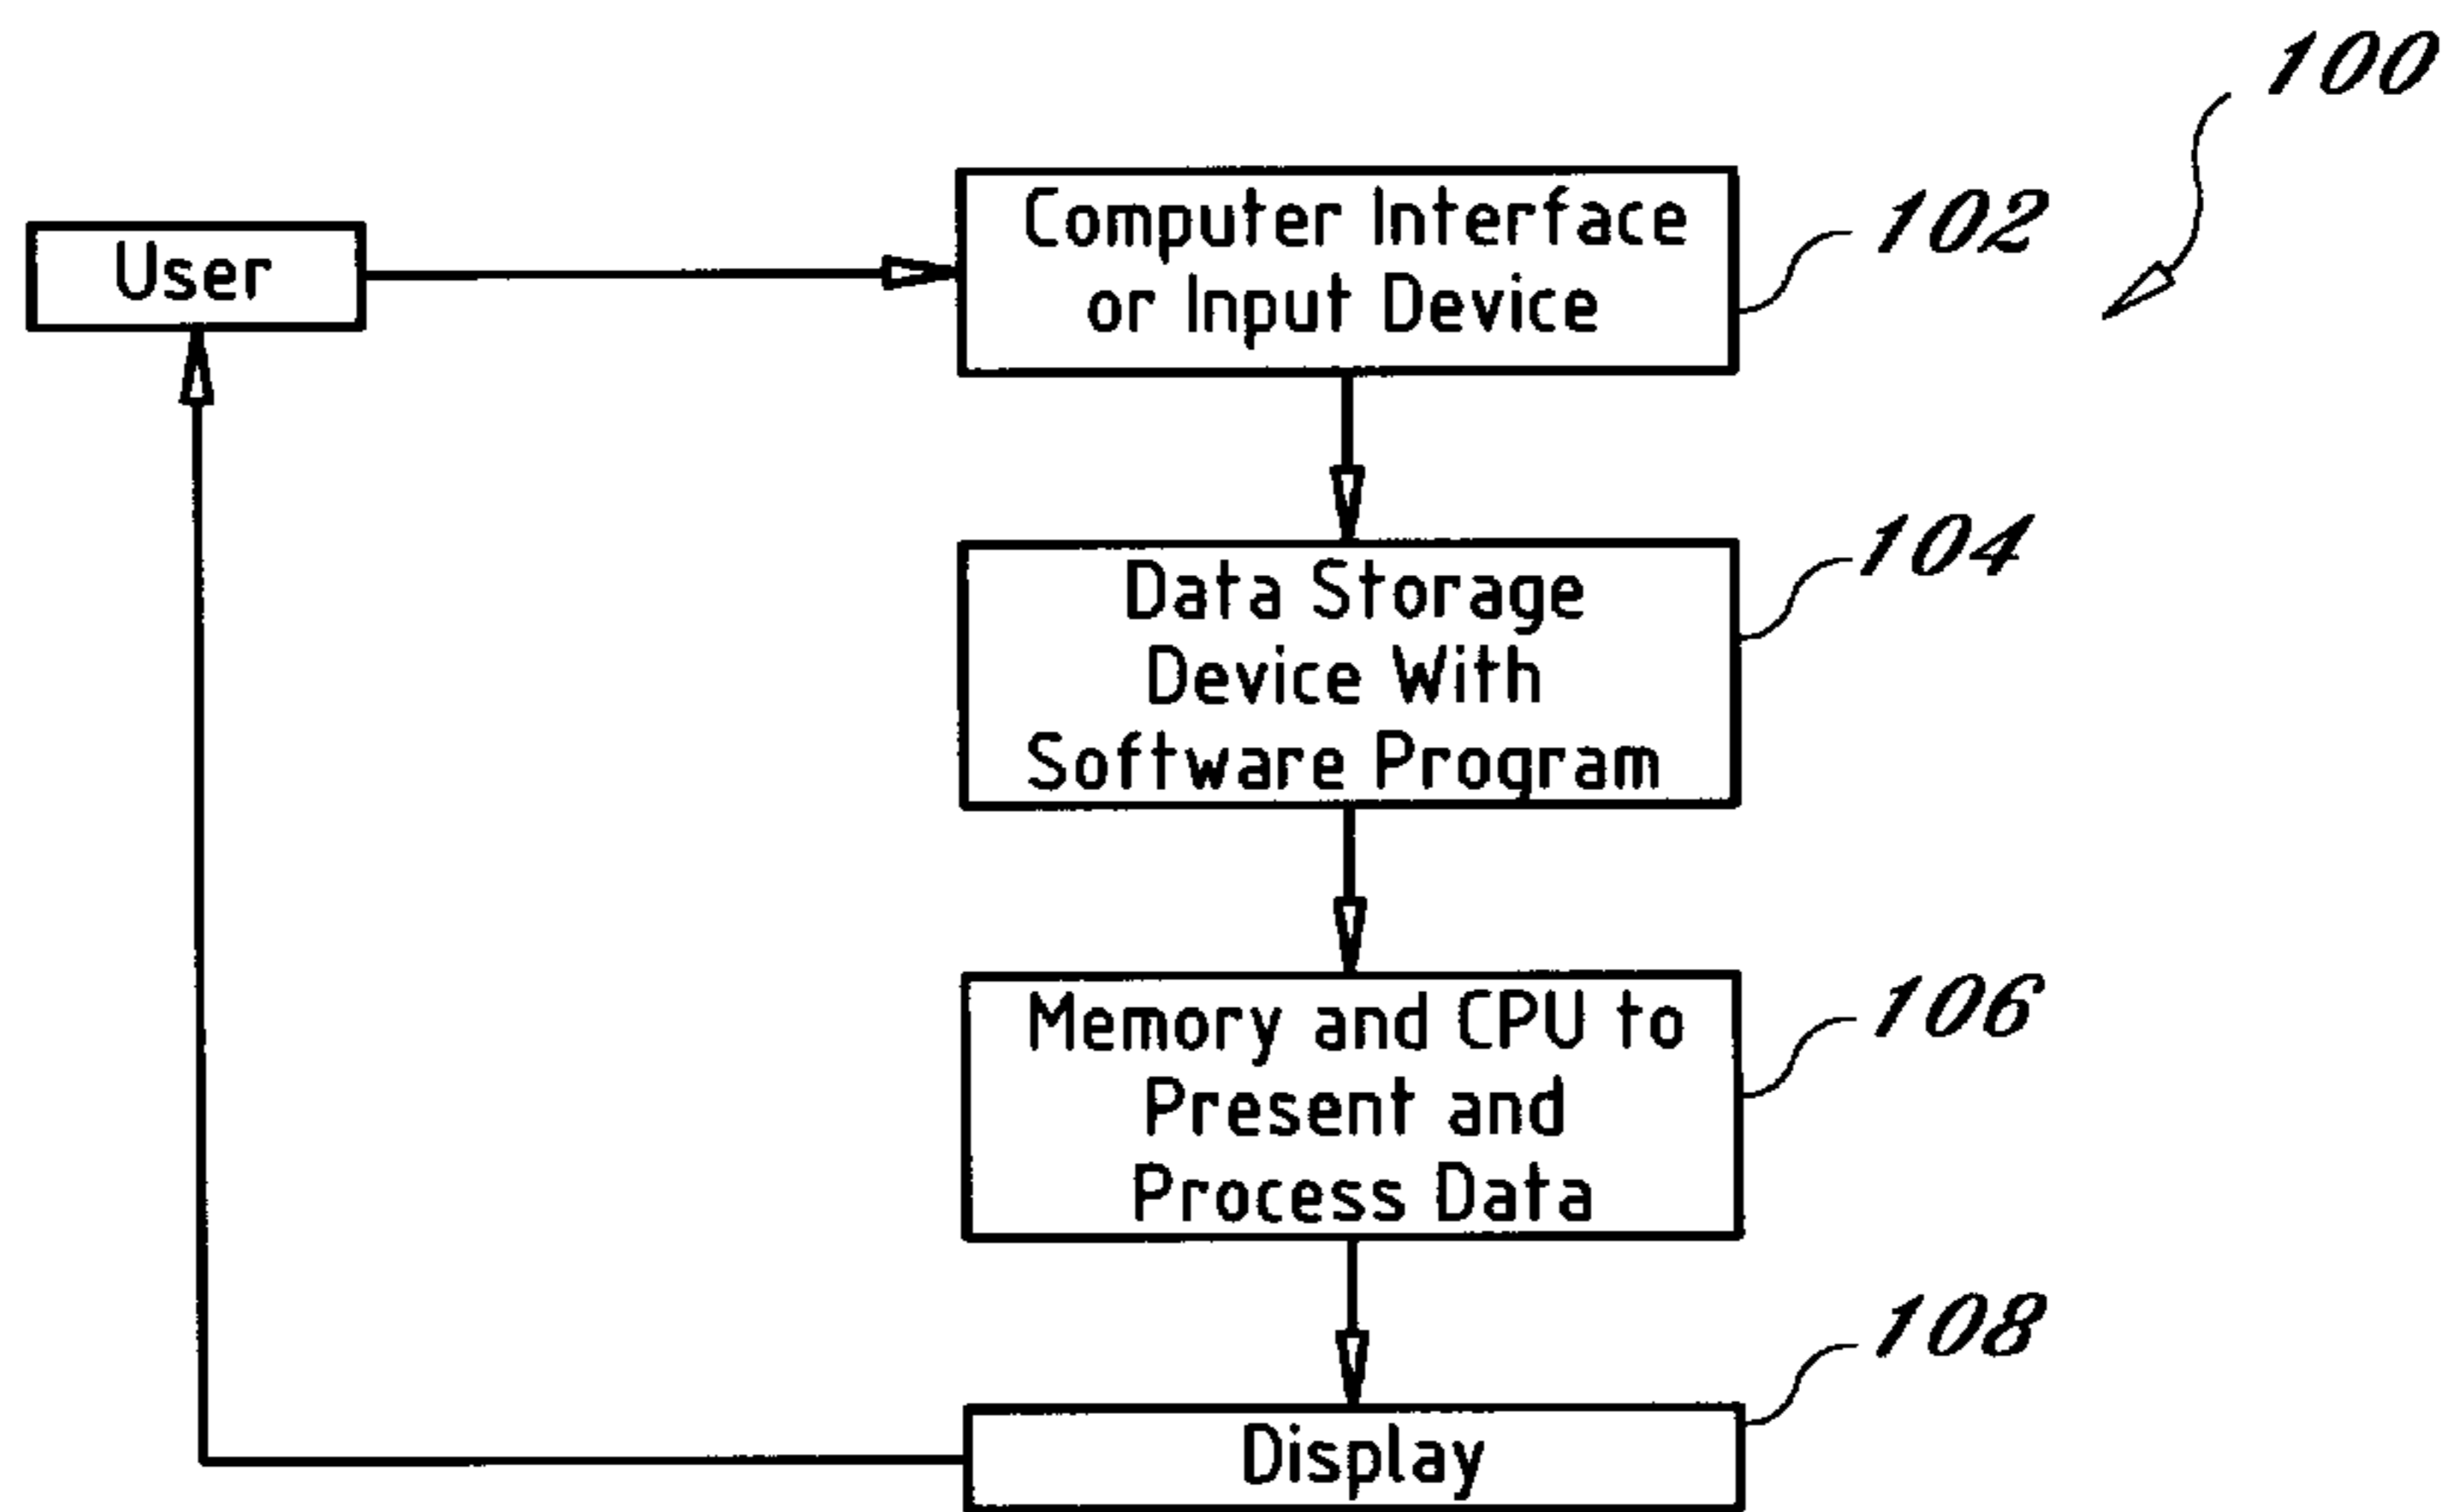 100
User
Computer Interface
or Input Device
102
Data Storage
Device With
Software Program
104
Memory and CPU to
Present and
Process Data
106
Display
108